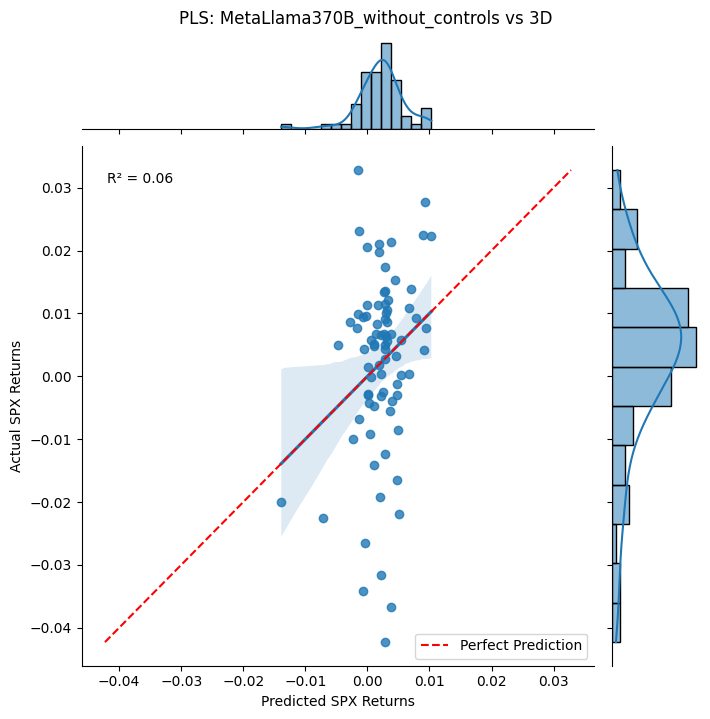 PLS: MetaLlama370B_without_controls vs 3D
R² = 0.06
0.03
0.02
0.01
0.00
−0.01
−0.02
−0.03
−0.04
Actual SPX Returns
Perfect Prediction
−0.04 −0.03 −0.02 −0.01 0.00 0.01 0.02 0.03
Predicted SPX Returns